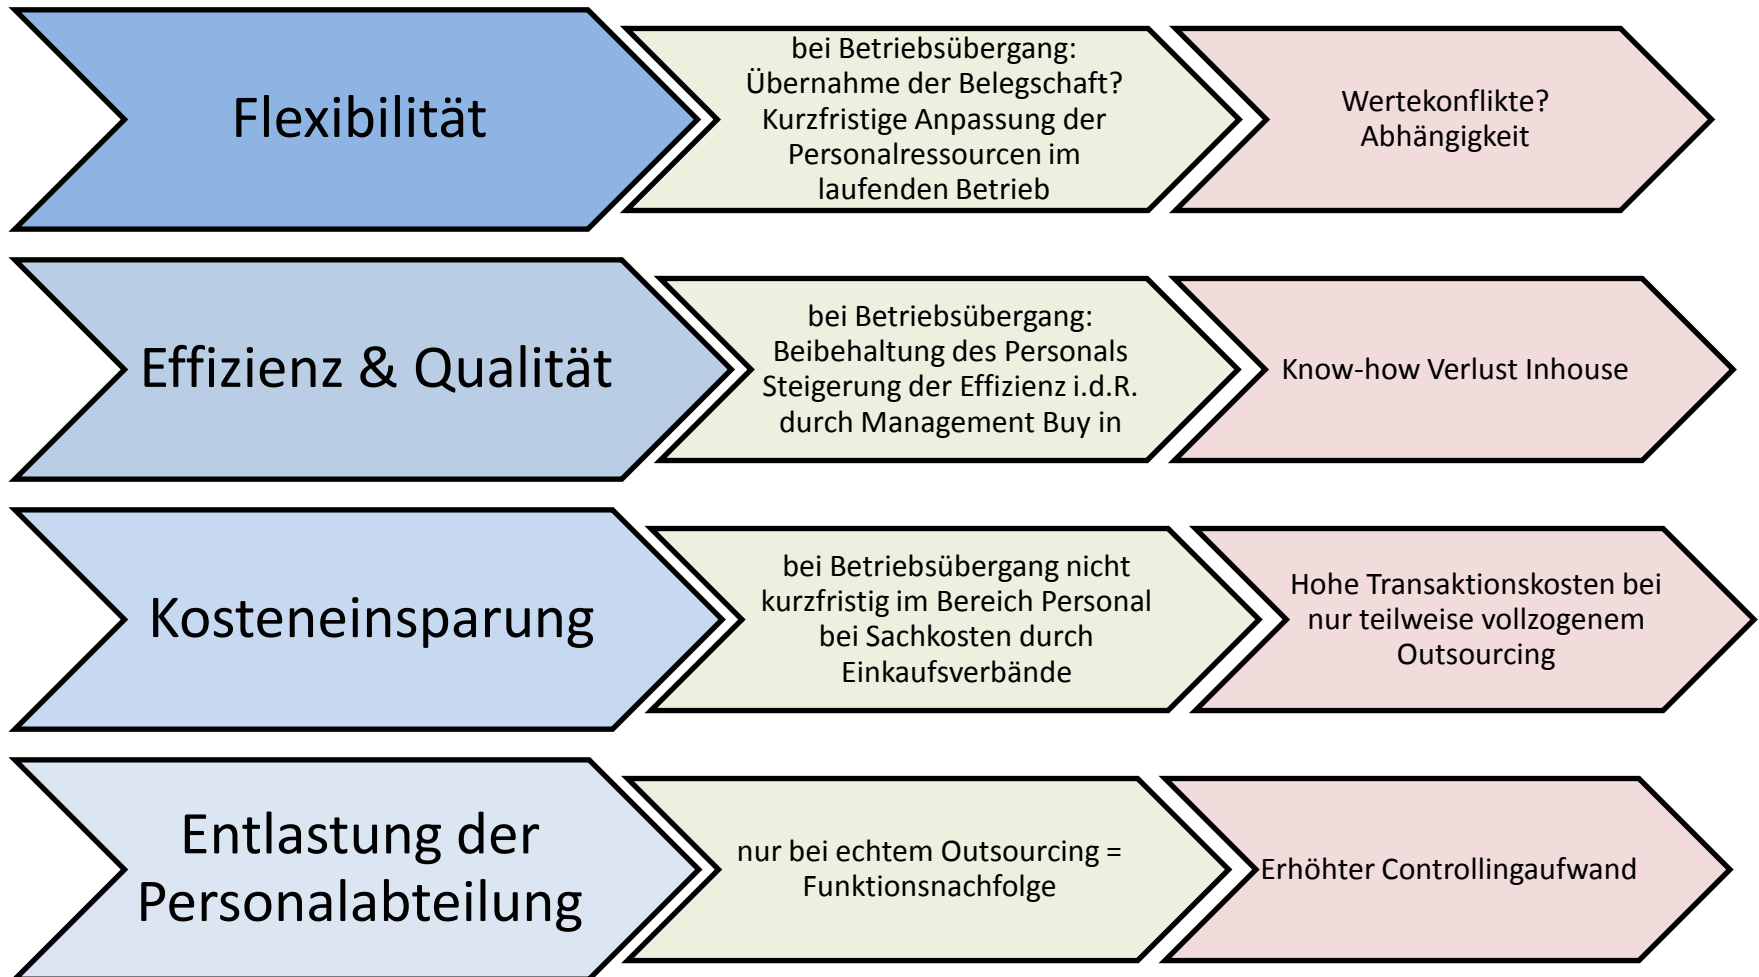 Flexibilität
bei Betriebsübergang:
Übernahme der Belegschaft?
Kurzfristige Anpassung der
Personalressourcen im
laufenden Betrieb
Wertekonflikte?
Abhängigkeit
Effizienz & Qualität
bei Betriebsübergang:
Beibehaltung des Personals
Steigerung der Effizienz i.d.R.
durch Management Buy in
Know-how Verlust Inhouse
Kosteneinsparung
bei Betriebsübergang nicht
kurzfristig im Bereich Personal
bei Sachkosten durch
Einkaufsverbände
Hohe Transaktionskosten bei
nur teilweise vollzogenem
Outsourcing
Entlastung der
Personalabteilung
nur bei echtem Outsourcing =
Funktionsnachfolge
Erhöhter Controllingaufwand